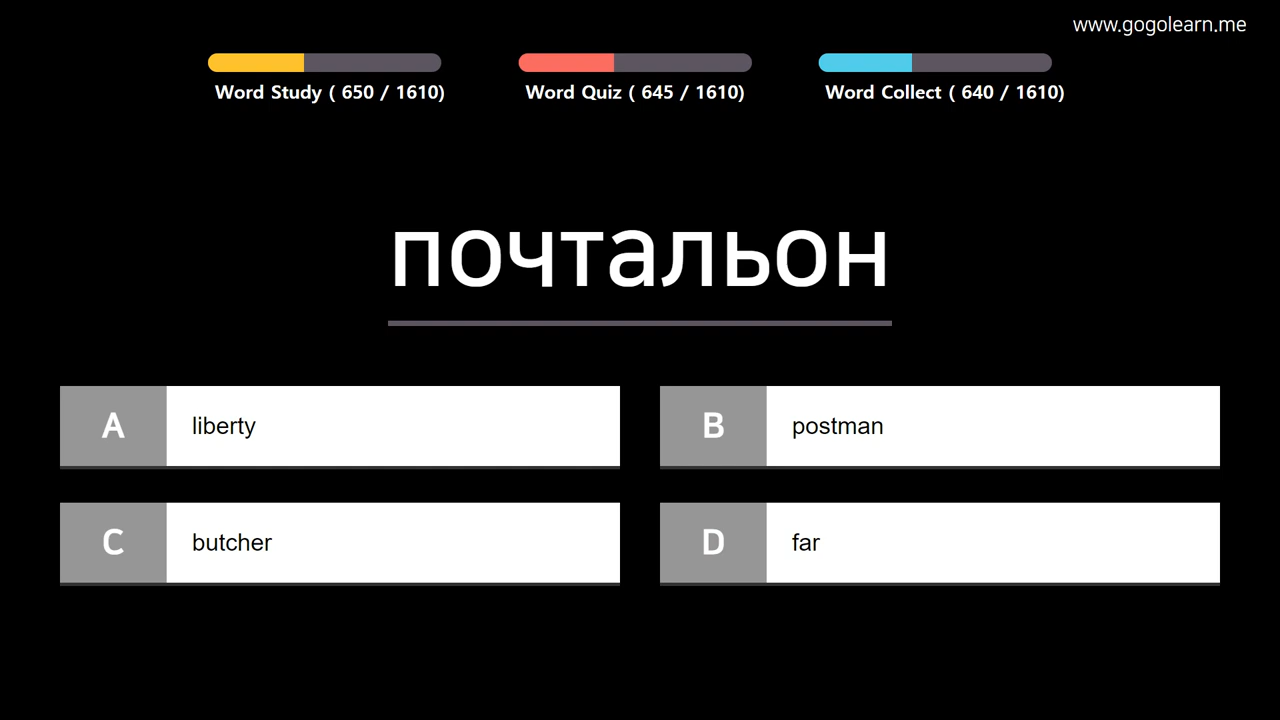 www.gogolearn.me
Word Study ( 650 / 1610)
Word Quiz ( 645 / 1610)
Word Collect ( 640 / 1610)
почтальон
A liberty
B postman
C butcher
D far